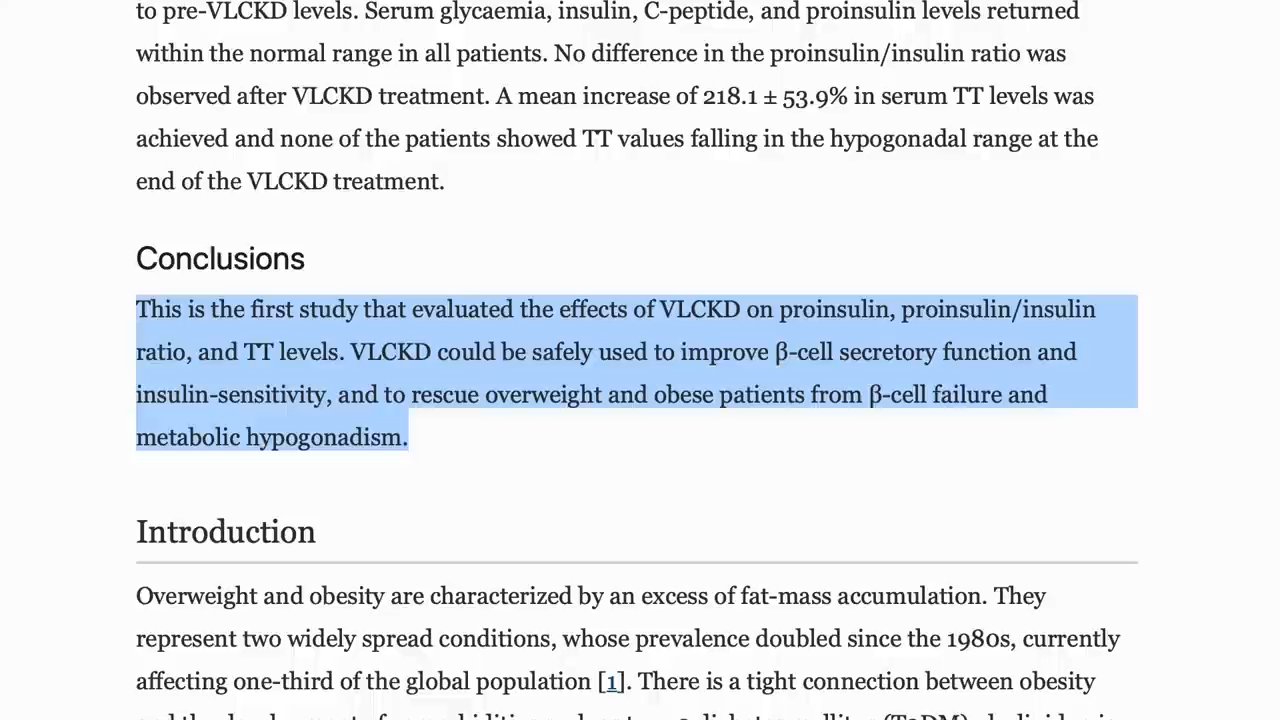 to pre-VLCKD levels. Serum glycaemia, insulin, C-peptide, and proinsulin levels returned
within the normal range in all patients. No difference in the proinsulin/insulin ratio was
observed after VLCKD treatment. A mean increase of 218.1 ± 53.9% in serum TT levels was
achieved and none of the patients showed TT values falling in the hypogonadal range at the
end of the VLCKD treatment.
Conclusions
This is the first study that evaluated the effects of VLCKD on proinsulin, proinsulin/insulin
ratio, and TT levels. VLCKD could be safely used to improve β-cell secretory function and
insulin-sensitivity, and to rescue overweight and obese patients from β-cell failure and
metabolic hypogonadism.
Introduction
Overweight and obesity are characterized by an excess of fat-mass accumulation. They
represent two widely spread conditions, whose prevalence doubled since the 1980s, currently
affecting one-third of the global population [1]. There is a tight connection between obesity